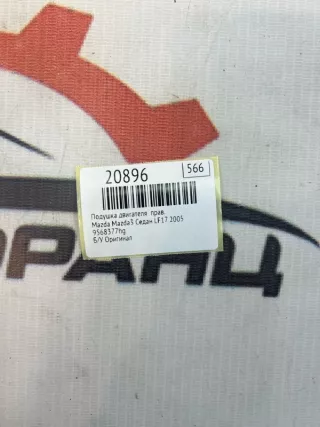 20896 566
Подушка двигателя прав.
Mazda Mazda3 Седан LF17 2005
9568377hg
Б/У Оригинал
ОРАНЦ